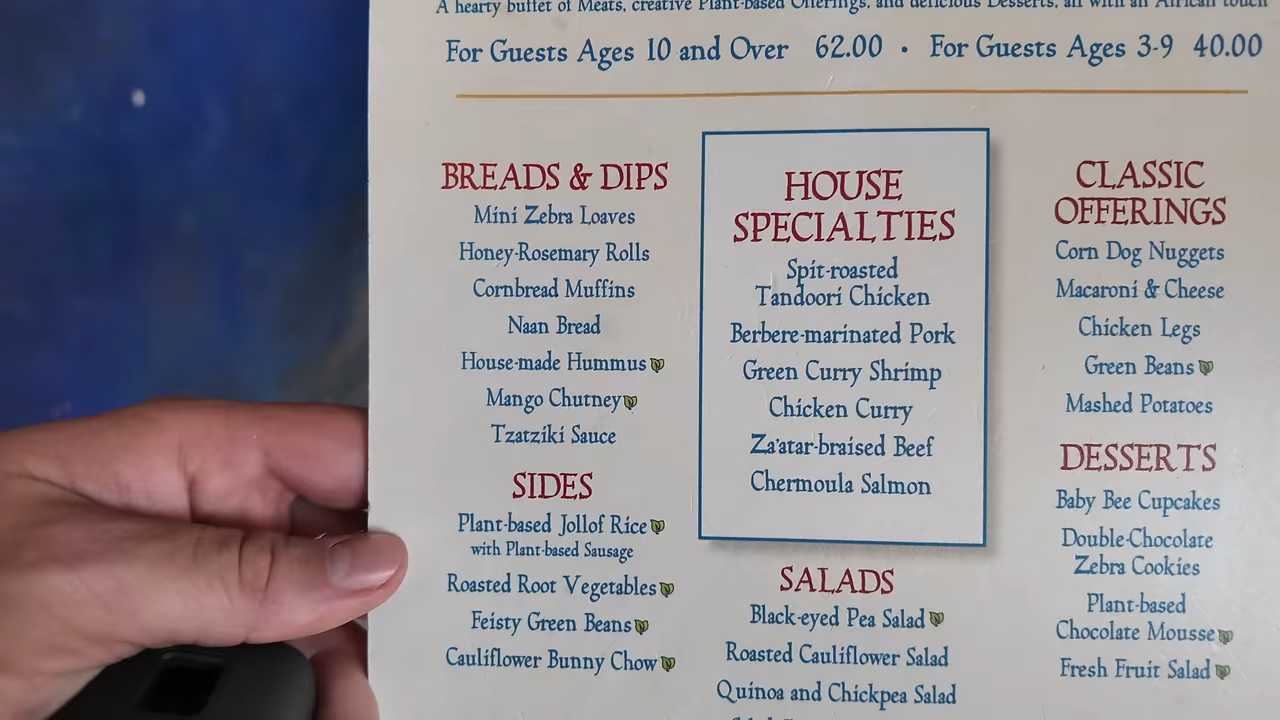 A hearty buffet of Meats, creative Plant-based Offerings, and delicious Desserts, all with an African touch
For Guests Ages 10 and Over 62.00 • For Guests Ages 3-9 40.00
BREADS & DIPS
Mini Zebra Loaves
Honey-Rosemary Rolls
Cornbread Muffins
Naan Bread
House-made Hummus
Mango Chutney
Tzatziki Sauce
SIDES
Plant-based Jollof Rice
with Plant-based Sausage
Roasted Root Vegetables
Feisty Green Beans
Cauliflower Bunny Chow
HOUSE
SPECIALTIES
Spit-roasted
Tandoori Chicken
Berbere-marinated Pork
Green Curry Shrimp
Chicken Curry
Za'atar-braised Beef
Chermoula Salmon
SALADS
Black-eyed Pea Salad
Roasted Cauliflower Salad
Quinoa and Chickpea Salad
CLASSIC
OFFERINGS
Corn Dog Nuggets
Macaroni & Cheese
Chicken Legs
Green Beans
Mashed Potatoes
DESSERTS
Baby Bee Cupcakes
Double-Chocolate
Zebra Cookies
Plant-based
Chocolate Mousse
Fresh Fruit Salad